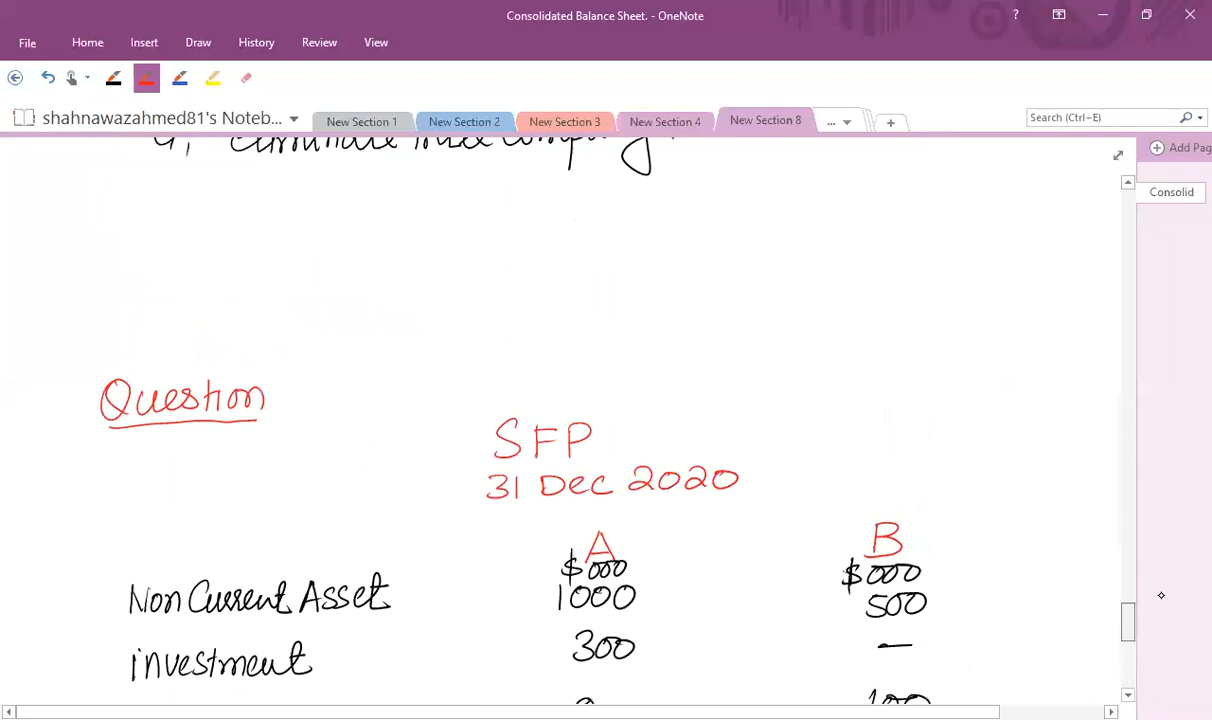 Consolidated Balance Sheet. - OneNote
?
File Home Insert Draw History Review View
shahnawazahmed81's Noteb...
New Section 1 New Section 2 New Section 3 New Section 4 New Section 8 ...
Search (Ctrl+E)
Add Pag
Consolid
Question
SFP
31 Dec 2020
A B
$000 $000
Non Current Asset 1000 500
investment 300 —
100